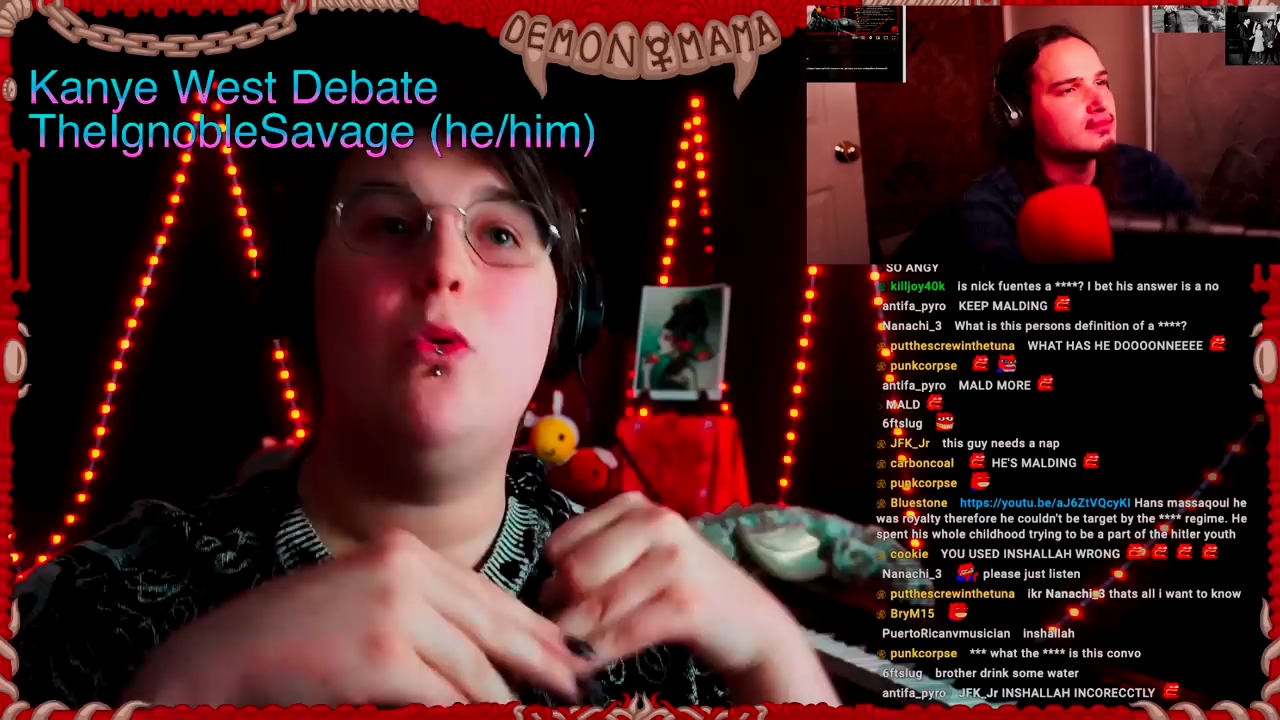 DEMON MAMA
Kanye West Debate
TheIgnobleSavage (he/him)
SO ANGY
killjoy40k is nick fuentes a ****? I bet his answer is a no
antifa_pyro KEEP MALDING
Nanachi_3 What is this persons definition of a ****?
putthescrewinthetuna WHAT HAS HE DOOOONNEEEE
punkcorpse
antifa_pyro MALD MORE
MALD
6ftslug
JFK_Jr this guy needs a nap
carboncoal HE'S MALDING
punkcorpse
Bluestone https://youtu.be/aJ6ZtVQcyKI Hans massaqoui he
was royalty therefore he couldn't be target by the **** regime. He
spent his whole childhood trying to be a part of the hitler youth
cookie YOU USED INSHALLAH WRONG
Nanachi_3 please just listen
putthescrewinthetuna ikr Nanachi_3 thats all i want to know
BryM15
PuertoRicanvmusician inshallah
punkcorpse *** what the **** is this convo
6ftslug brother drink some water
antifa_pyro JFK_Jr INSHALLAH INCORECCTLY